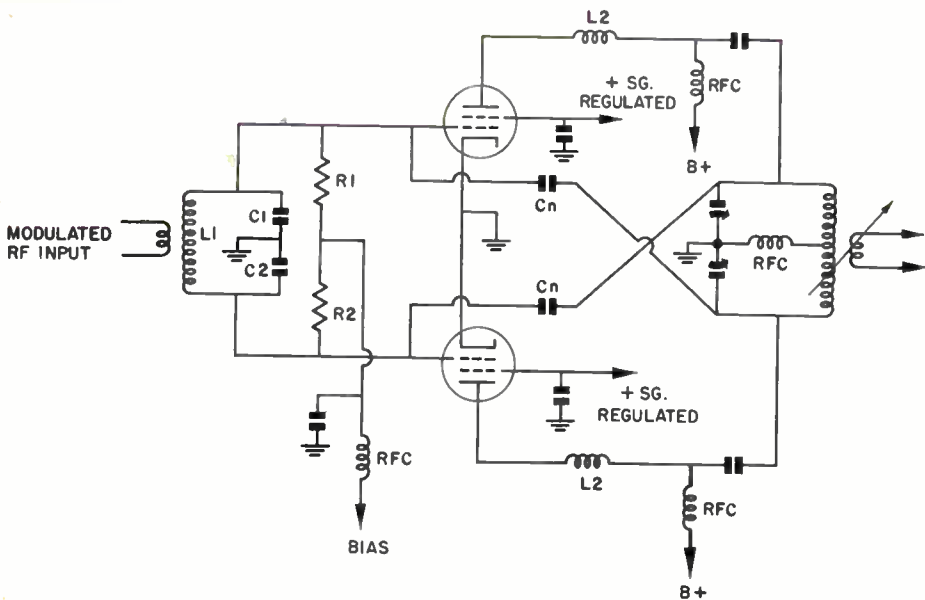 L2
+ SG.
REGULATED
RFC
B+
R1
Cn
MODULATED
RF INPUT
L1
C1
C2
RFC
Cn
R2
+ SG.
REGULATED
RFC
L2
RFC
BIAS
B+